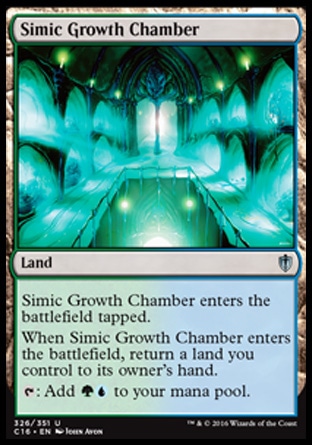 Simic Growth Chamber
Land
Simic Growth Chamber enters the
battlefield tapped.
When Simic Growth Chamber enters
the battlefield, return a land you
control to its owner's hand.
: Add to your mana pool.
326/351 U
C16 • EN John Avon
™ & © 2016 Wizards of the Coast